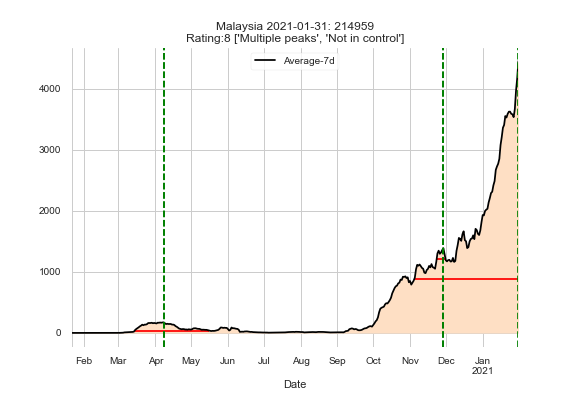 Malaysia 2021-01-31: 214959
Rating:8 ['Multiple peaks', 'Not in control']
Average-7d
4000
3000
2000
1000
0
Feb Mar Apr May Jun Jul Aug Sep Oct Nov Dec Jan
2021
Date